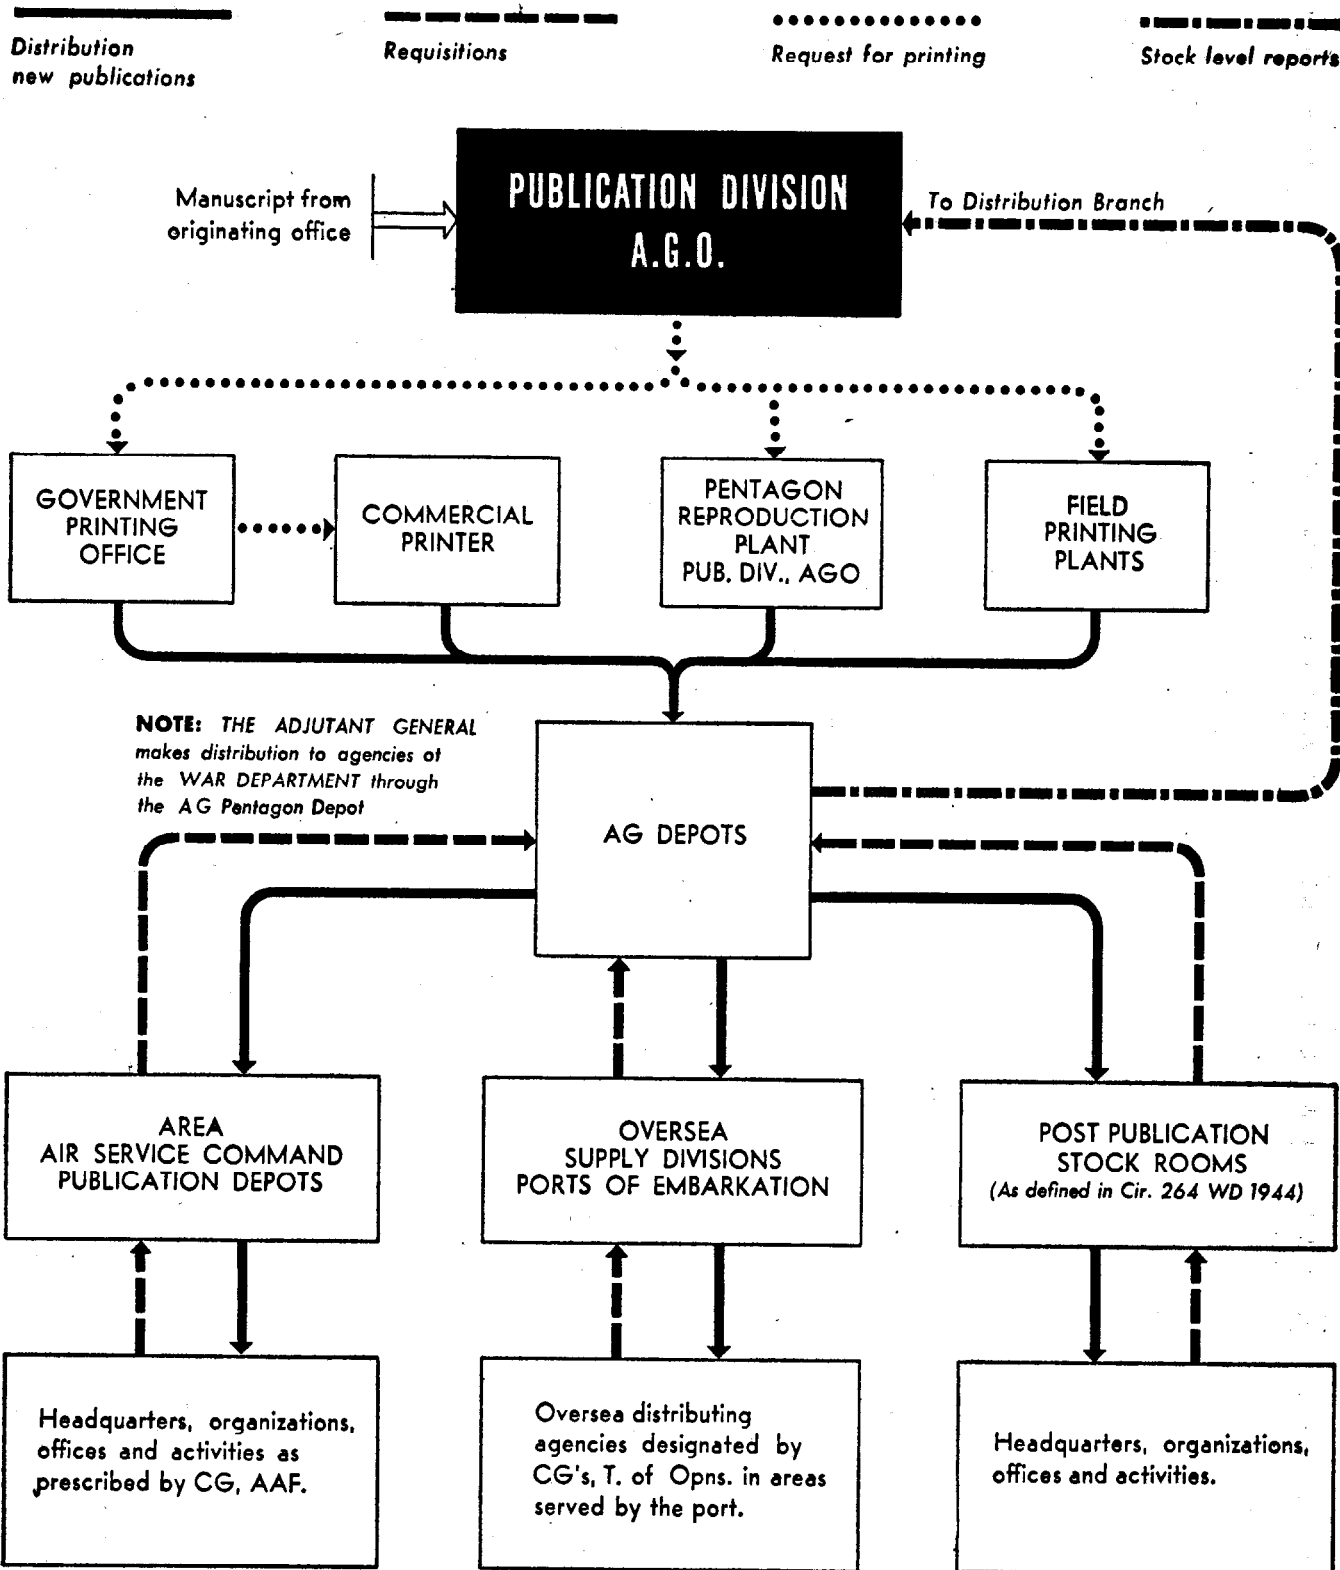 Distribution
new publications
Requisitions
Request for printing
Stock level reports
Manuscript from
originating office
PUBLICATION DIVISION
A.G.O.
To Distribution Branch
GOVERNMENT
PRINTING
OFFICE
COMMERCIAL
PRINTER
PENTAGON
REPRODUCTION
PLANT
PUB. DIV., AGO
FIELD
PRINTING
PLANTS
NOTE: THE ADJUTANT GENERAL
makes distribution to agencies of
the WAR DEPARTMENT through
the AG Pentagon Depot
AG DEPOTS
AREA
AIR SERVICE COMMAND
PUBLICATION DEPOTS
OVERSEA
SUPPLY DIVISIONS
PORTS OF EMBARKATION
POST PUBLICATION
STOCK ROOMS
(As defined in Cir. 264 WD 1944)
Headquarters, organizations,
offices and activities as
prescribed by CG, AAF.
Oversea distributing
agencies designated by
CG's, T. of Opns. in areas
served by the port.
Headquarters, organizations,
offices and activities.